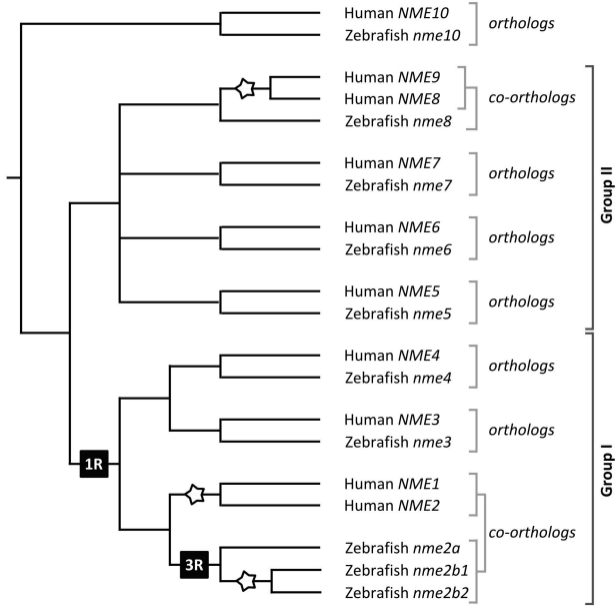 Human NME10
Zebrafish nme10
orthologs
Human NME9
Human NME8
Zebrafish nme8
co-orthologs
Human NME7
Zebrafish nme7
orthologs
Human NME6
Zebrafish nme6
orthologs
Human NME5
Zebrafish nme5
orthologs
Group II
Human NME4
Zebrafish nme4
orthologs
Human NME3
Zebrafish nme3
orthologs
1R
Human NME1
Human NME2
co-orthologs
3R
Zebrafish nme2a
Zebrafish nme2b1
Zebrafish nme2b2
Group I